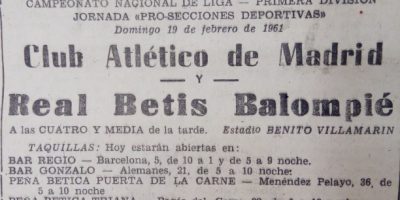 CAMPEONATO NACIONAL DE LIGA — PRIMERA DIVISION
JORNADA «PRO-SECCIONES DEPORTIVAS»
Domingo 19 de febrero de 1961
Club Atlético de Madrid
Y
Real Betis Balompié
A las CUATRO Y MEDIA de la tarde. Estadio BENITO VILLAMARIN
TAQUILLAS: Hoy estarán abiertas en:
BAR REGIO.— Barcelona, 5, de 10 a 1 y de 5 a 9 noche.
BAR GONZALO — Alemanes, 21, de 5 a 10 noche:
PEÑA BETICA PUERTA DE LA CARNE — Menéndez Pelayo, 36, de
5 a 10 noche
PEÑA BETICA TRIANA